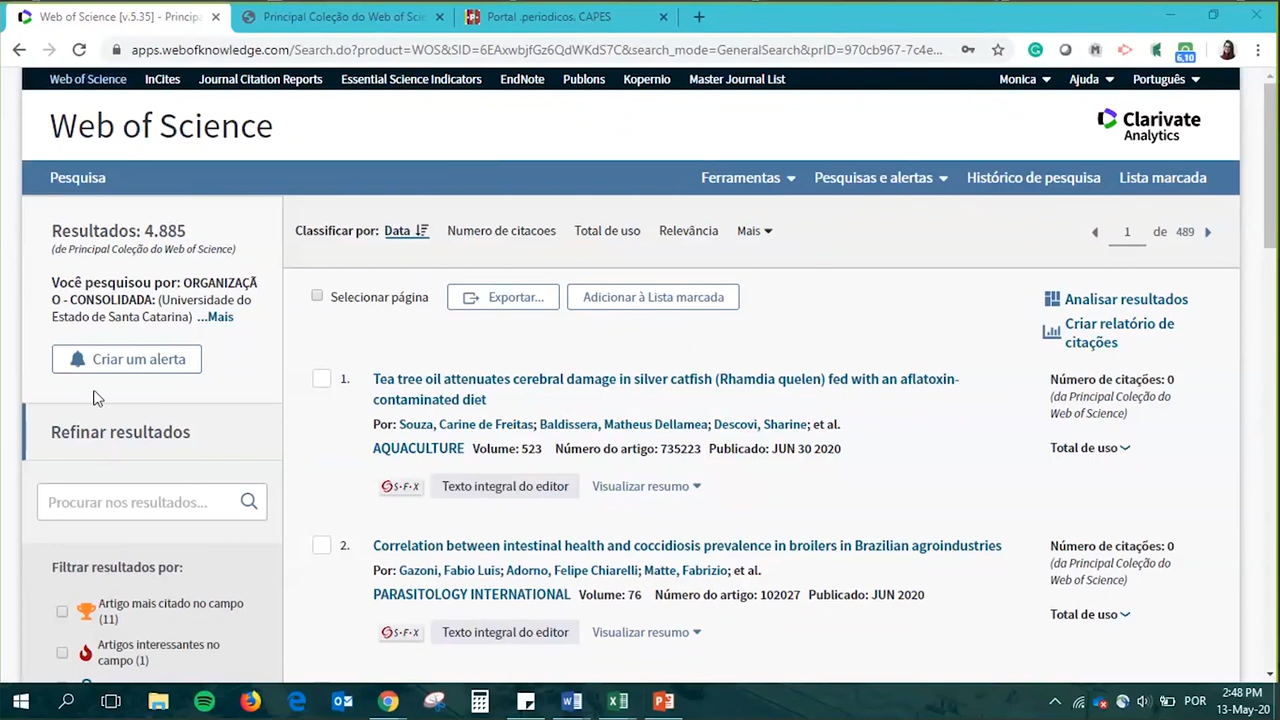 Web of Science [v.5.35] - Princip
Principal Coleção do Web of Scie
Portal .periodicos. CAPES
apps.webofknowledge.com/Search.do?product=WOS&SID=6EAxwbjfGz6QdWKdS7C&search_mode=GeneralSearch&prID=970cb967-7c4e...
6,10
Web of Science InCites Journal Citation Reports Essential Science Indicators EndNote Publons Kopernio Master Journal List Monica Ajuda Português
Web of Science
Clarivate
Analytics
Pesquisa Ferramentas Pesquisas e alertas Histórico de pesquisa Lista marcada
Resultados: 4.885
(de Principal Coleção do Web of Science)
Você pesquisou por: ORGANIZAÇÃ
O - CONSOLIDADA: (Universidade do
Estado de Santa Catarina) ...Mais
Criar um alerta
Refinar resultados
Procurar nos resultados...
Filtrar resultados por:
Artigo mais citado no campo
(11)
Artigos interessantes no
campo (1)
Classificar por: Data Numero de citacoes Total de uso Relevância Mais
1 de 489
Selecionar página Exportar... Adicionar à Lista marcada
Analisar resultados
Criar relatório de
citações
1. Tea tree oil attenuates cerebral damage in silver catfish (Rhamdia quelen) fed with an aflatoxin-
contaminated diet
Por: Souza, Carine de Freitas; Baldissera, Matheus Dellamea; Descovi, Sharine; et al.
AQUACULTURE Volume: 523 Número do artigo: 735223 Publicado: JUN 30 2020
S·F·X Texto integral do editor Visualizar resumo
Número de citações: 0
(da Principal Coleção do
Web of Science)
Total de uso
2. Correlation between intestinal health and coccidiosis prevalence in broilers in Brazilian agroindustries
Por: Gazoni, Fabio Luis; Adorno, Felipe Chiarelli; Matte, Fabrizio; et al.
PARASITOLOGY INTERNATIONAL Volume: 76 Número do artigo: 102027 Publicado: JUN 2020
S·F·X Texto integral do editor Visualizar resumo
Número de citações: 0
(da Principal Coleção do
Web of Science)
Total de uso
POR
2:48 PM
13-May-20